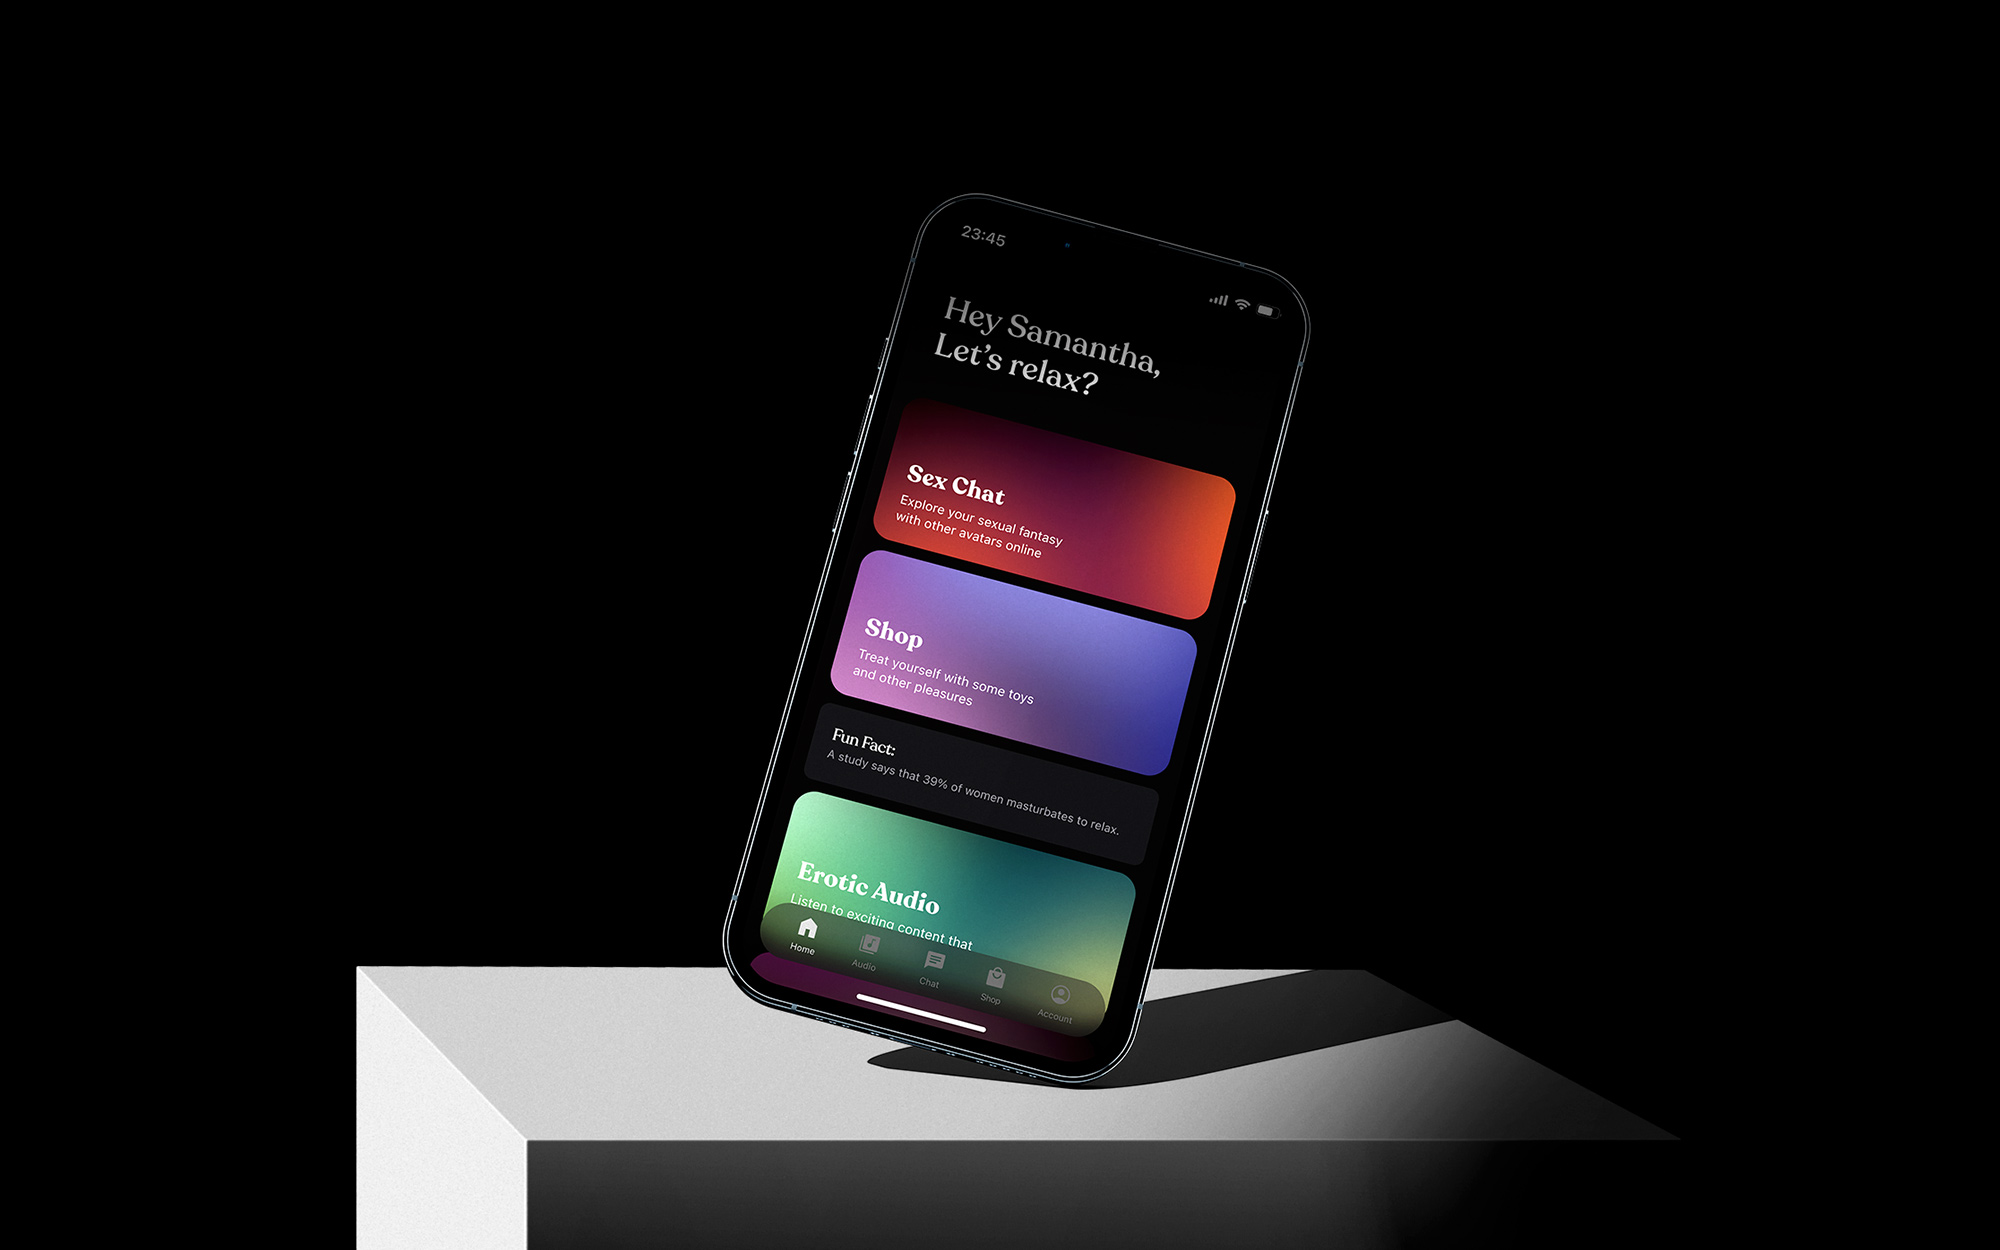 23:45
Hey Samantha,
Let's relax?
Sex Chat
Explore your sexual fantasy
with other avatars online
Shop
Treat yourself with some toys
and other pleasures
Fun Fact:
A study says that 39% of women masturbates to relax.
Erotic Audio
Listen to exciting content that
Home
Audio
Chat
Shop
Account